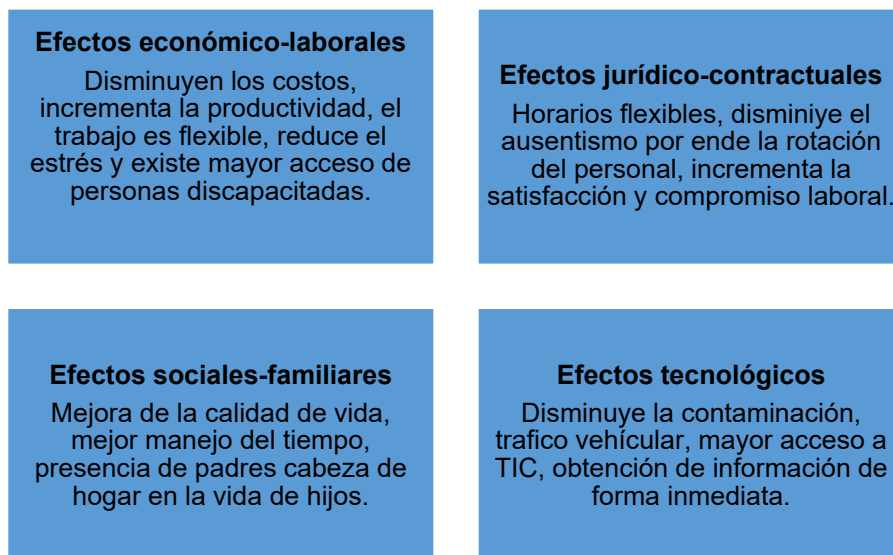 Efectos económico-laborales
Disminuyen los costos,
incrementa la productividad, el
trabajo es flexible, reduce el
estrés y existe mayor acceso de
personas discapacitadas.
Efectos jurídico-contractuales
Horarios flexibles, disminiye el
ausentismo por ende la rotación
del personal, incrementa la
satisfacción y compromiso laboral.
Efectos sociales-familiares
Mejora de la calidad de vida,
mejor manejo del tiempo,
presencia de padres cabeza de
hogar en la vida de hijos.
Efectos tecnológicos
Disminuye la contaminación,
trafico vehícular, mayor acceso a
TIC, obtención de información de
forma inmediata.